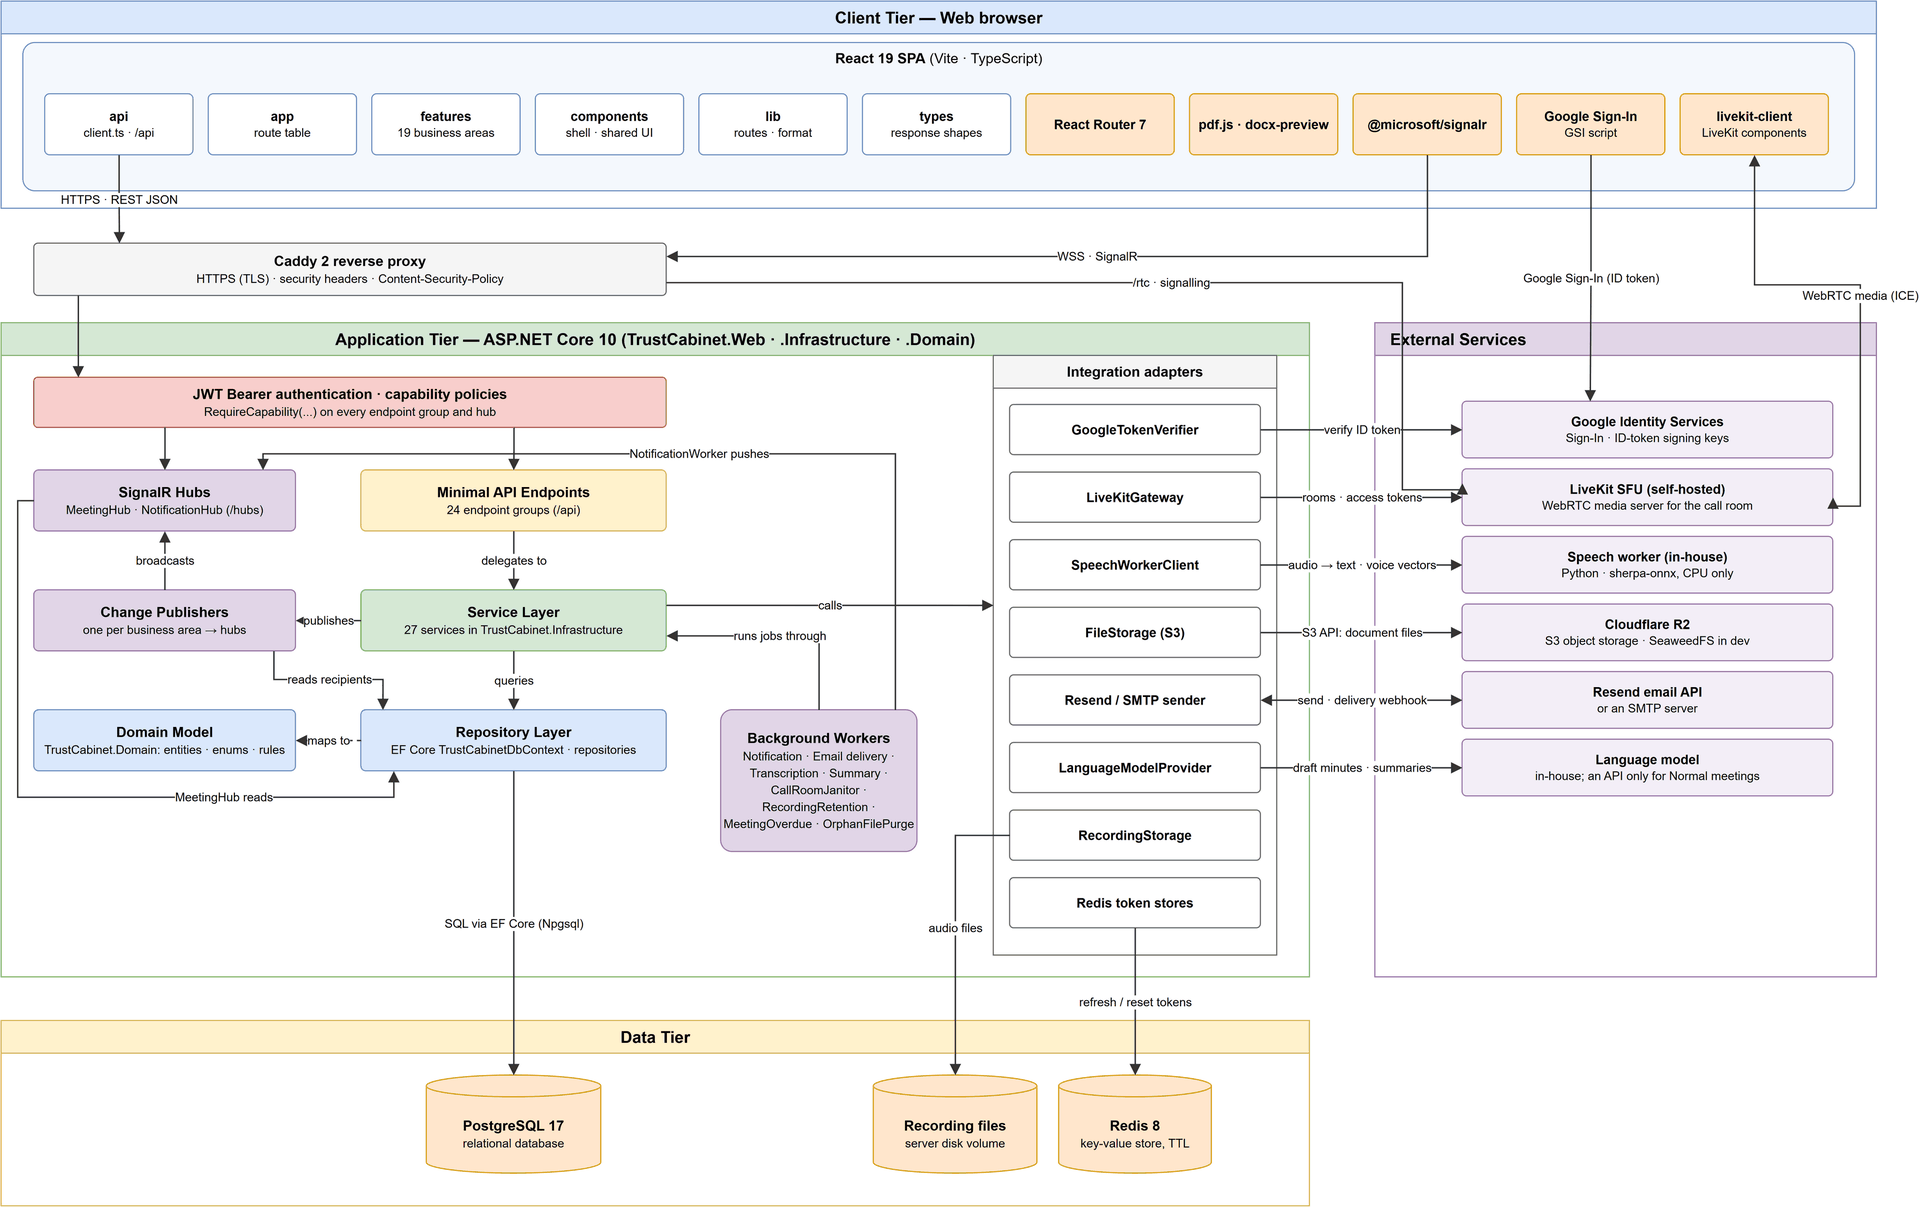 Client Tier — Web browser
React 19 SPA (Vite · TypeScript)
api
client.ts · /api
app
route table
features
19 business areas
components
shell · shared UI
lib
routes · format
types
response shapes
React Router 7
pdf.js · docx-preview
@microsoft/signalr
Google Sign-In
GSI script
livekit-client
LiveKit components
HTTPS · REST JSON
Caddy 2 reverse proxy
HTTPS (TLS) · security headers · Content-Security-Policy
WSS · SignalR
/rtc · signalling
Google Sign-In (ID token)
WebRTC media (ICE)
Application Tier — ASP.NET Core 10 (TrustCabinet.Web · .Infrastructure · .Domain)
JWT Bearer authentication · capability policies
RequireCapability(...) on every endpoint group and hub
NotificationWorker pushes
SignalR Hubs
MeetingHub · NotificationHub (/hubs)
Minimal API Endpoints
24 endpoint groups (/api)
broadcasts
delegates to
Change Publishers
one per business area → hubs
publishes
Service Layer
27 services in TrustCabinet.Infrastructure
calls
runs jobs through
reads recipients
queries
Domain Model
TrustCabinet.Domain: entities · enums · rules
maps to
Repository Layer
EF Core TrustCabinetDbContext · repositories
MeetingHub reads
Background Workers
Notification · Email delivery ·
Transcription · Summary ·
CallRoomJanitor ·
RecordingRetention ·
MeetingOverdue · OrphanFilePurge
SQL via EF Core (Npgsql)
Integration adapters
GoogleTokenVerifier
LiveKitGateway
SpeechWorkerClient
FileStorage (S3)
Resend / SMTP sender
LanguageModelProvider
RecordingStorage
Redis token stores
audio files
refresh / reset tokens
verify ID token
rooms · access tokens
audio → text · voice vectors
S3 API: document files
send · delivery webhook
draft minutes · summaries
External Services
Google Identity Services
Sign-In · ID-token signing keys
LiveKit SFU (self-hosted)
WebRTC media server for the call room
Speech worker (in-house)
Python · sherpa-onnx, CPU only
Cloudflare R2
S3 object storage · SeaweedFS in dev
Resend email API
or an SMTP server
Language model
in-house; an API only for Normal meetings
Data Tier
PostgreSQL 17
relational database
Recording files
server disk volume
Redis 8
key-value store, TTL